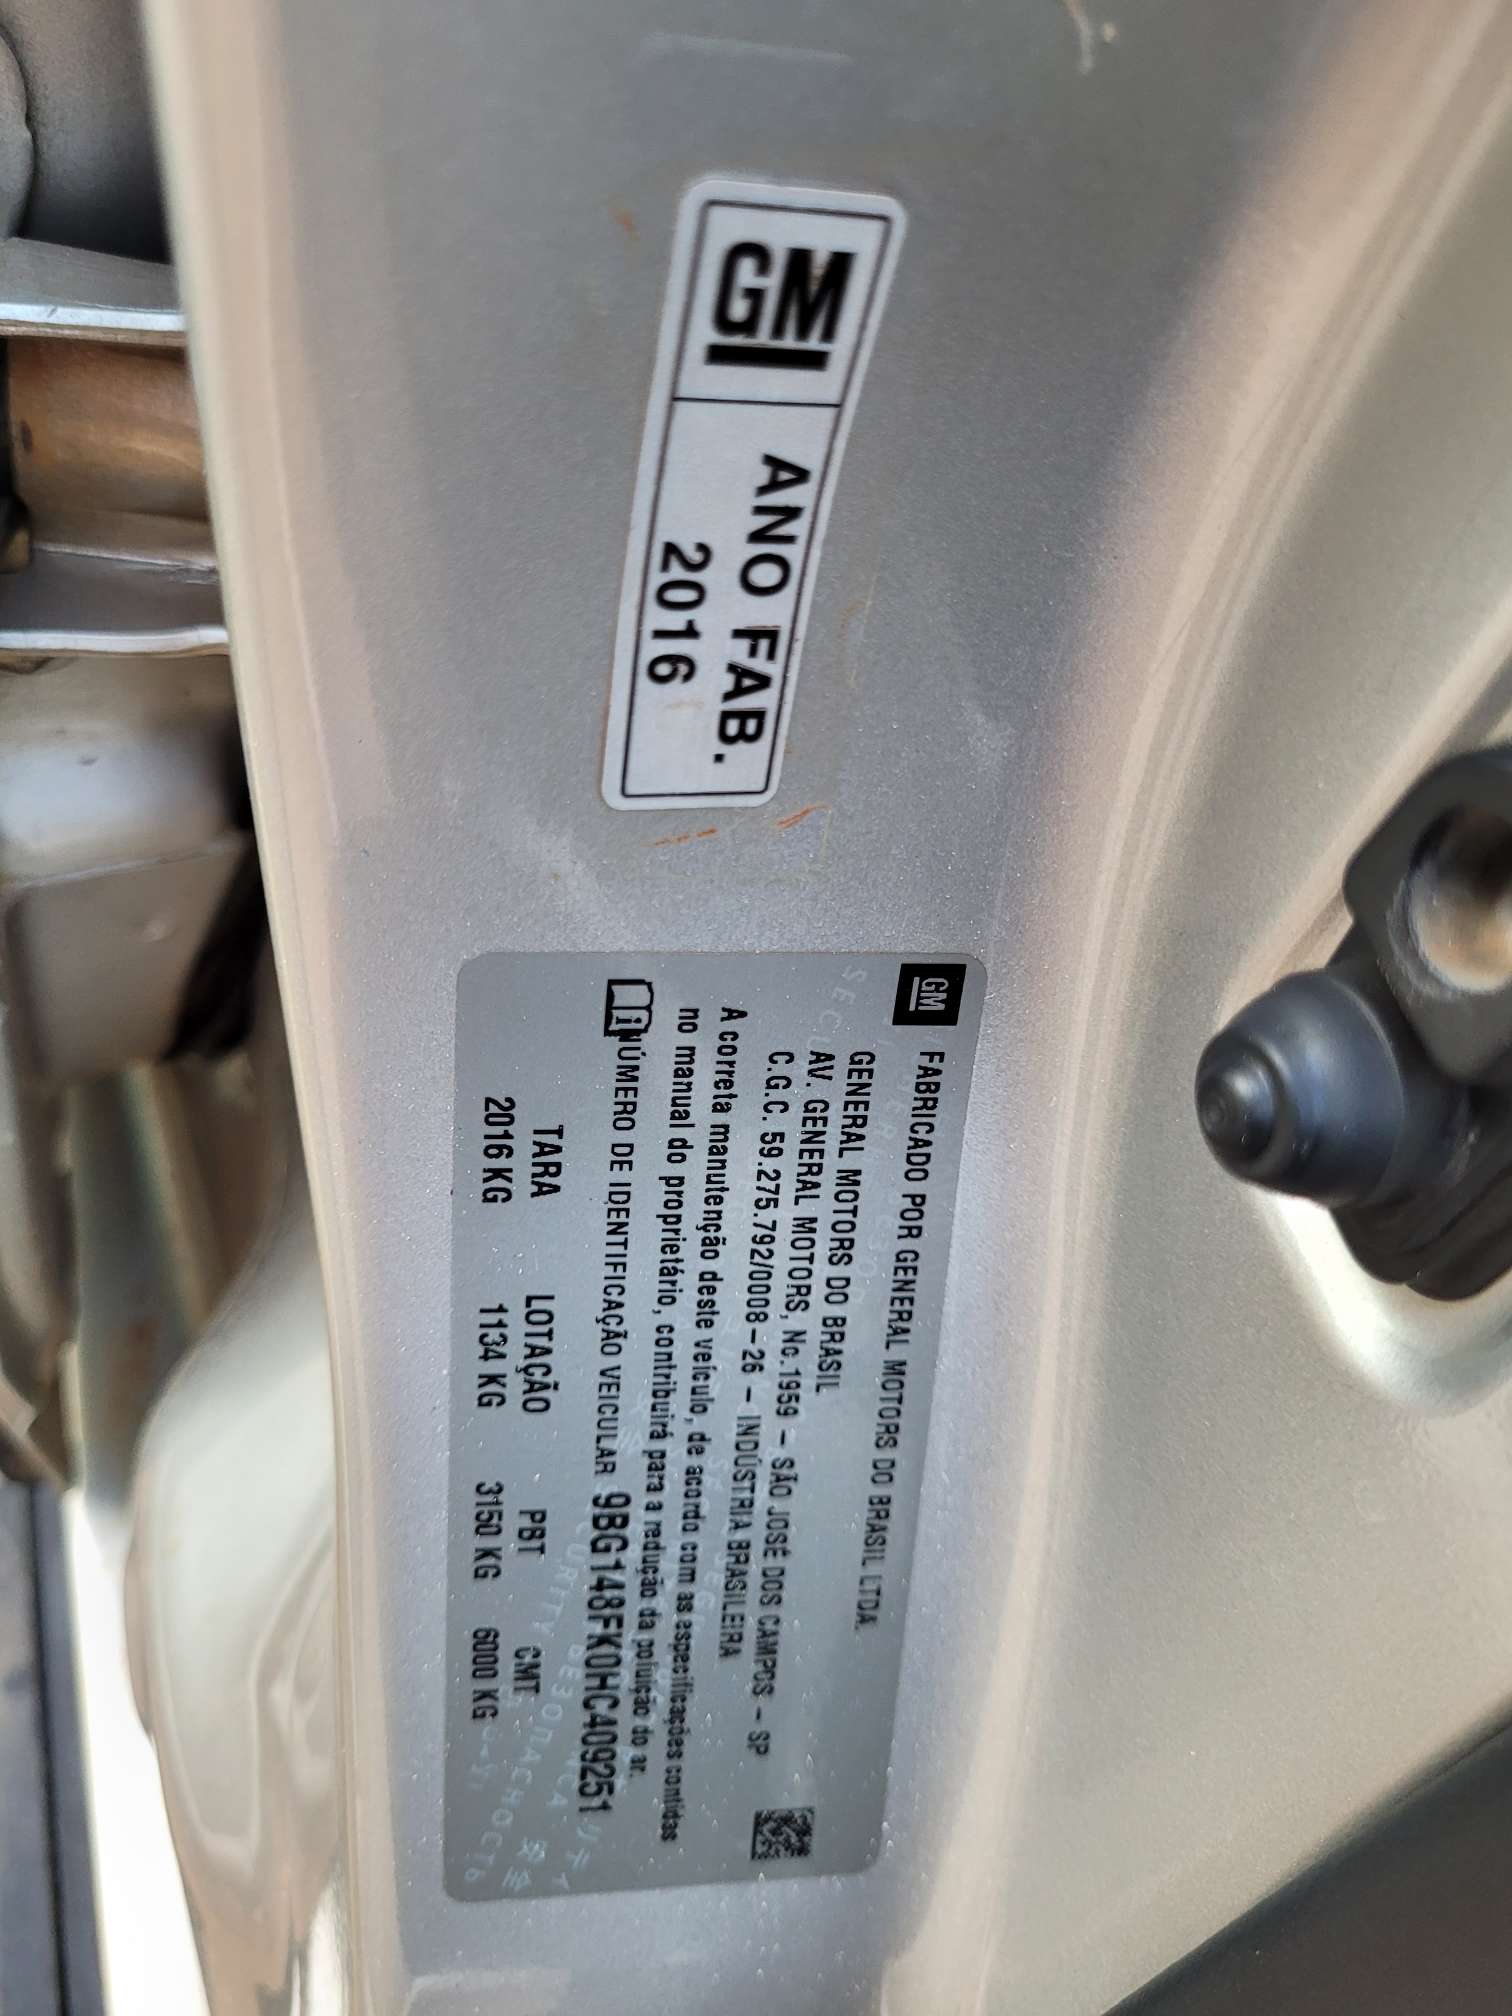 GM
ANO FAB.
2016
GM
FABRICADO POR GENERAL MOTORS DO BRASIL LTDA.
GENERAL MOTORS DO BRASIL
AV. GENERAL MOTORS, No.1959 – SÃO JOSÉ DOS CAMPOS – SP
C.G.C. 59.275.792/0008–26 – INDÚSTRIA BRASILEIRA
A correta manutenção deste veículo, de acordo com as especificações contidas
no manual do proprietário, contribuirá para a redução da poluição do ar.
NÚMERO DE IDENTIFICAÇÃO VEICULAR 9BG148FK0HC409251
TARA LOTAÇÃO PBT CMT
2016 KG 1134 KG 3150 KG 6000 KG